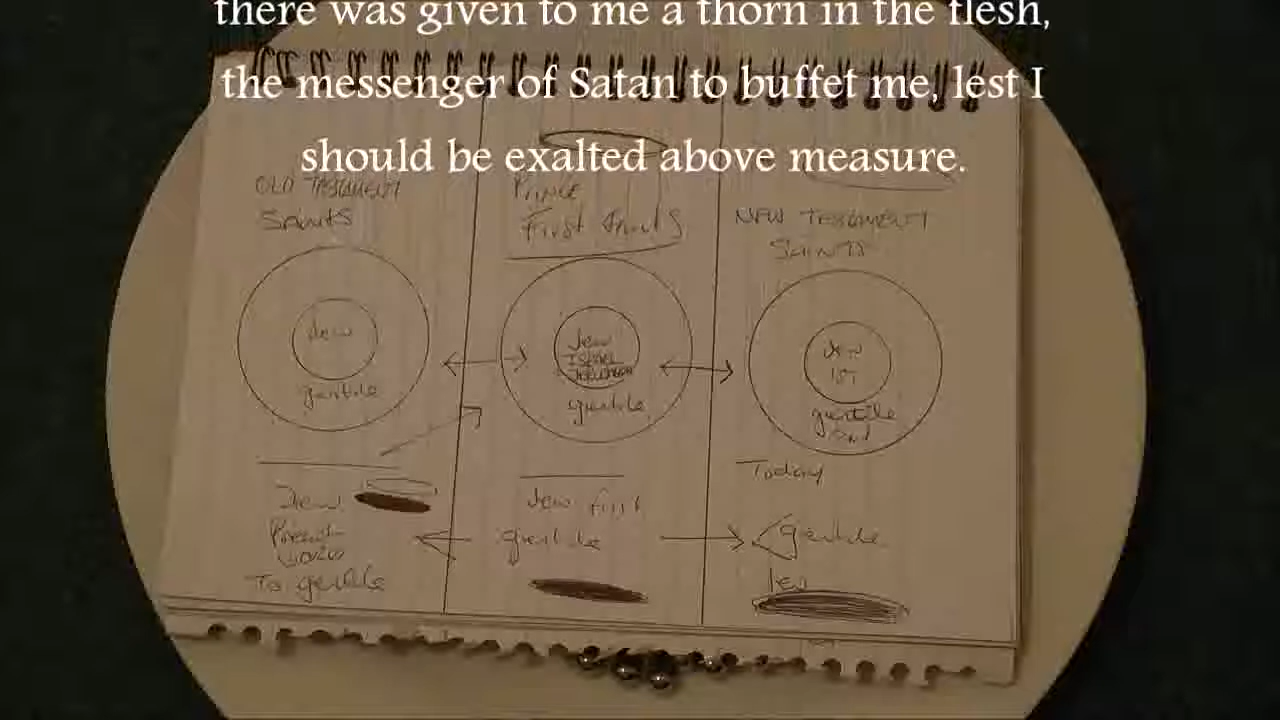 there was given to me a thorn in the flesh,
the messenger of Satan to buffet me, lest I
should be exalted above measure.
OLD TESTAMENT
SAINTS
Jew
gentile
Jew
To gentile
First fruits
Jew
gentile
Jew first
gentile
NEW TESTAMENT
SAINTS
gentile
Today
gentile
Jew